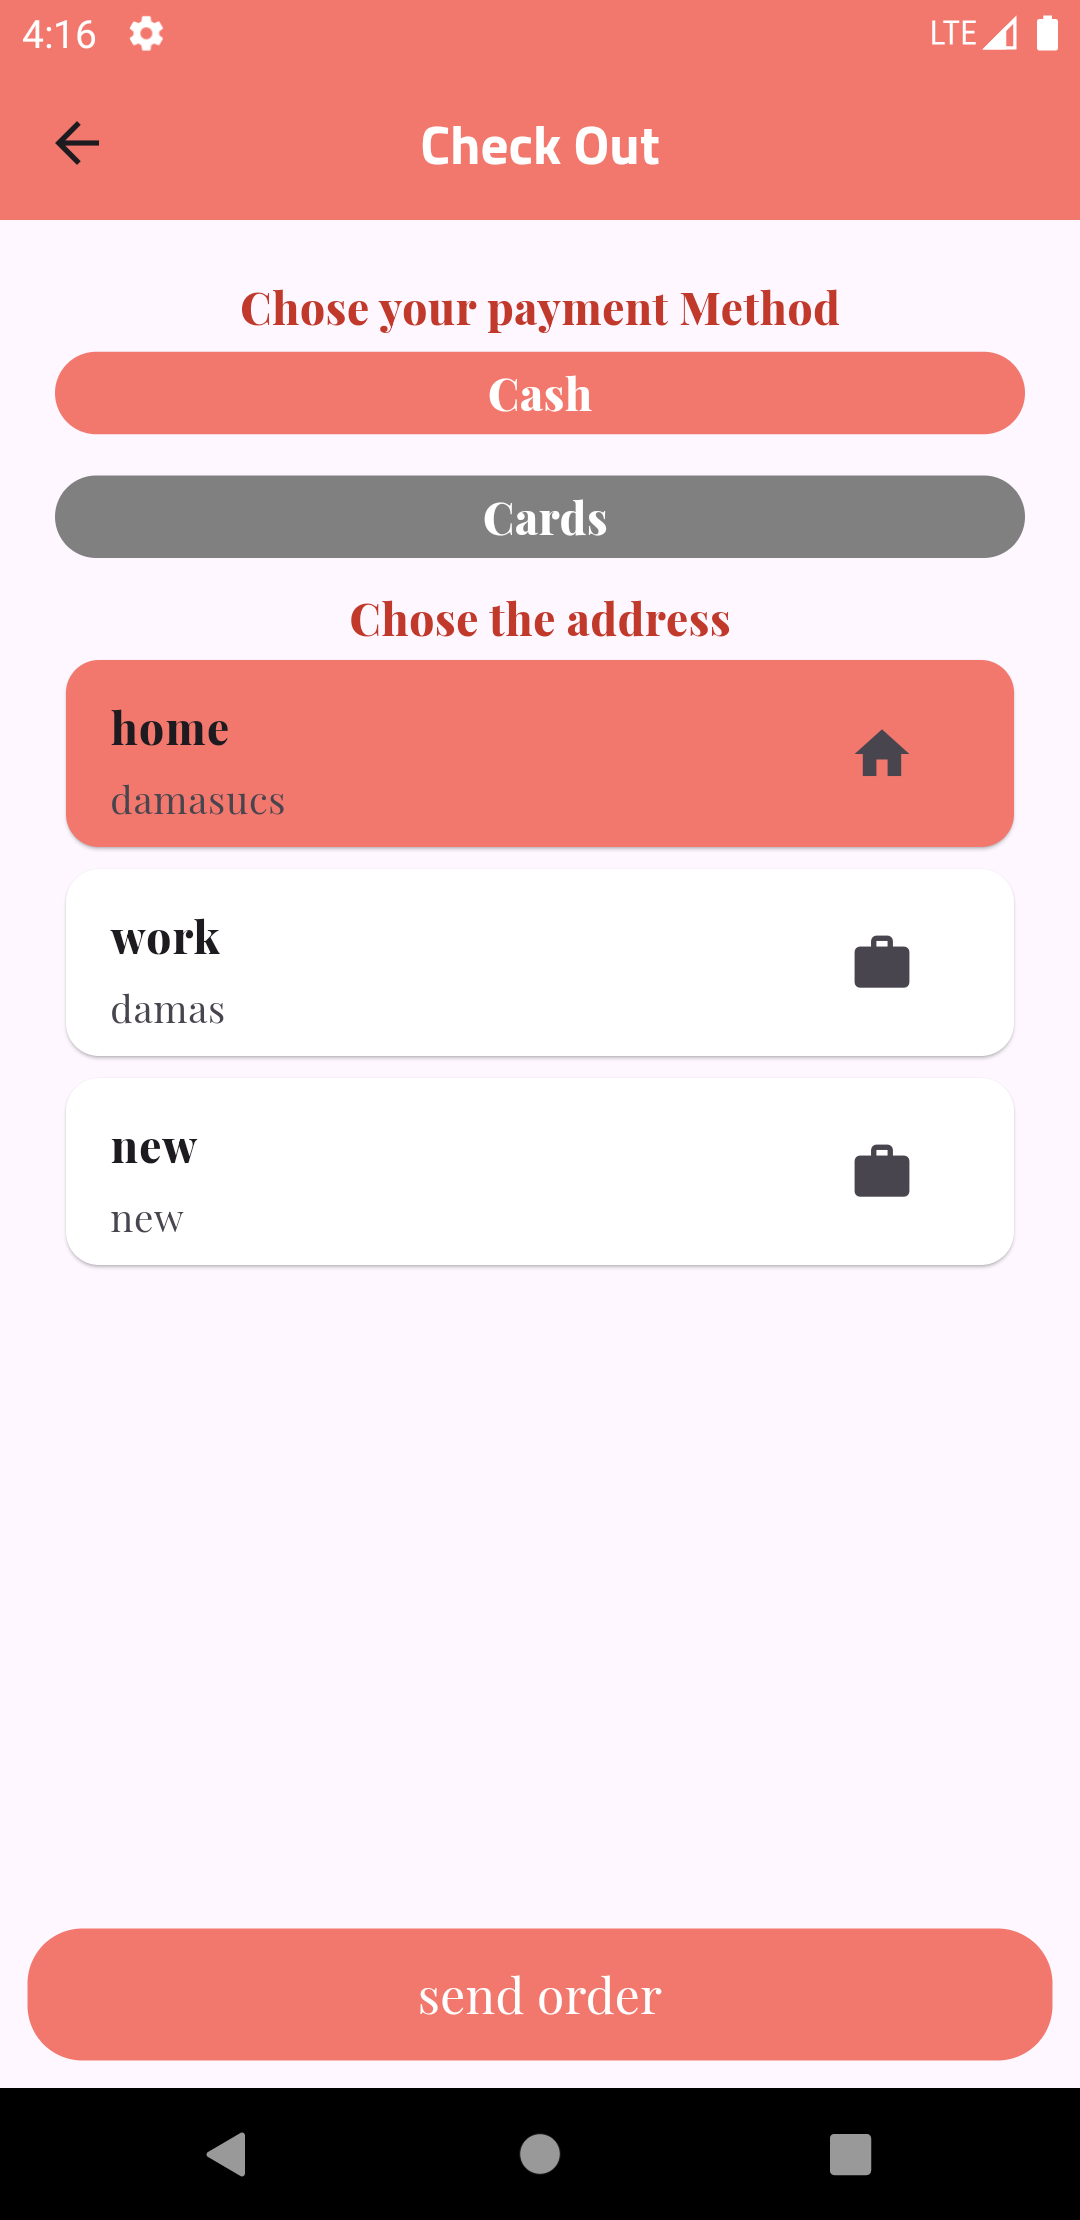 4:16 LTE
Check Out
Chose your payment Method
Cash
Cards
Chose the address
home
damasucs
work
damas
new
new
send order